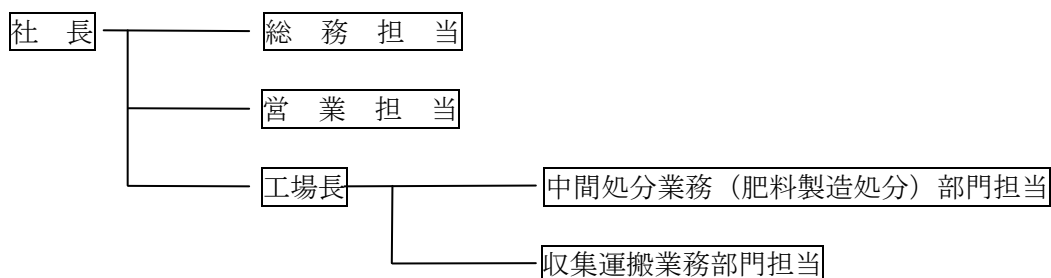 社　長
総　務　担　当
営　業　担　当
工場長
中間処分業務（肥料製造処分）部門担当
収集運搬業務部門担当